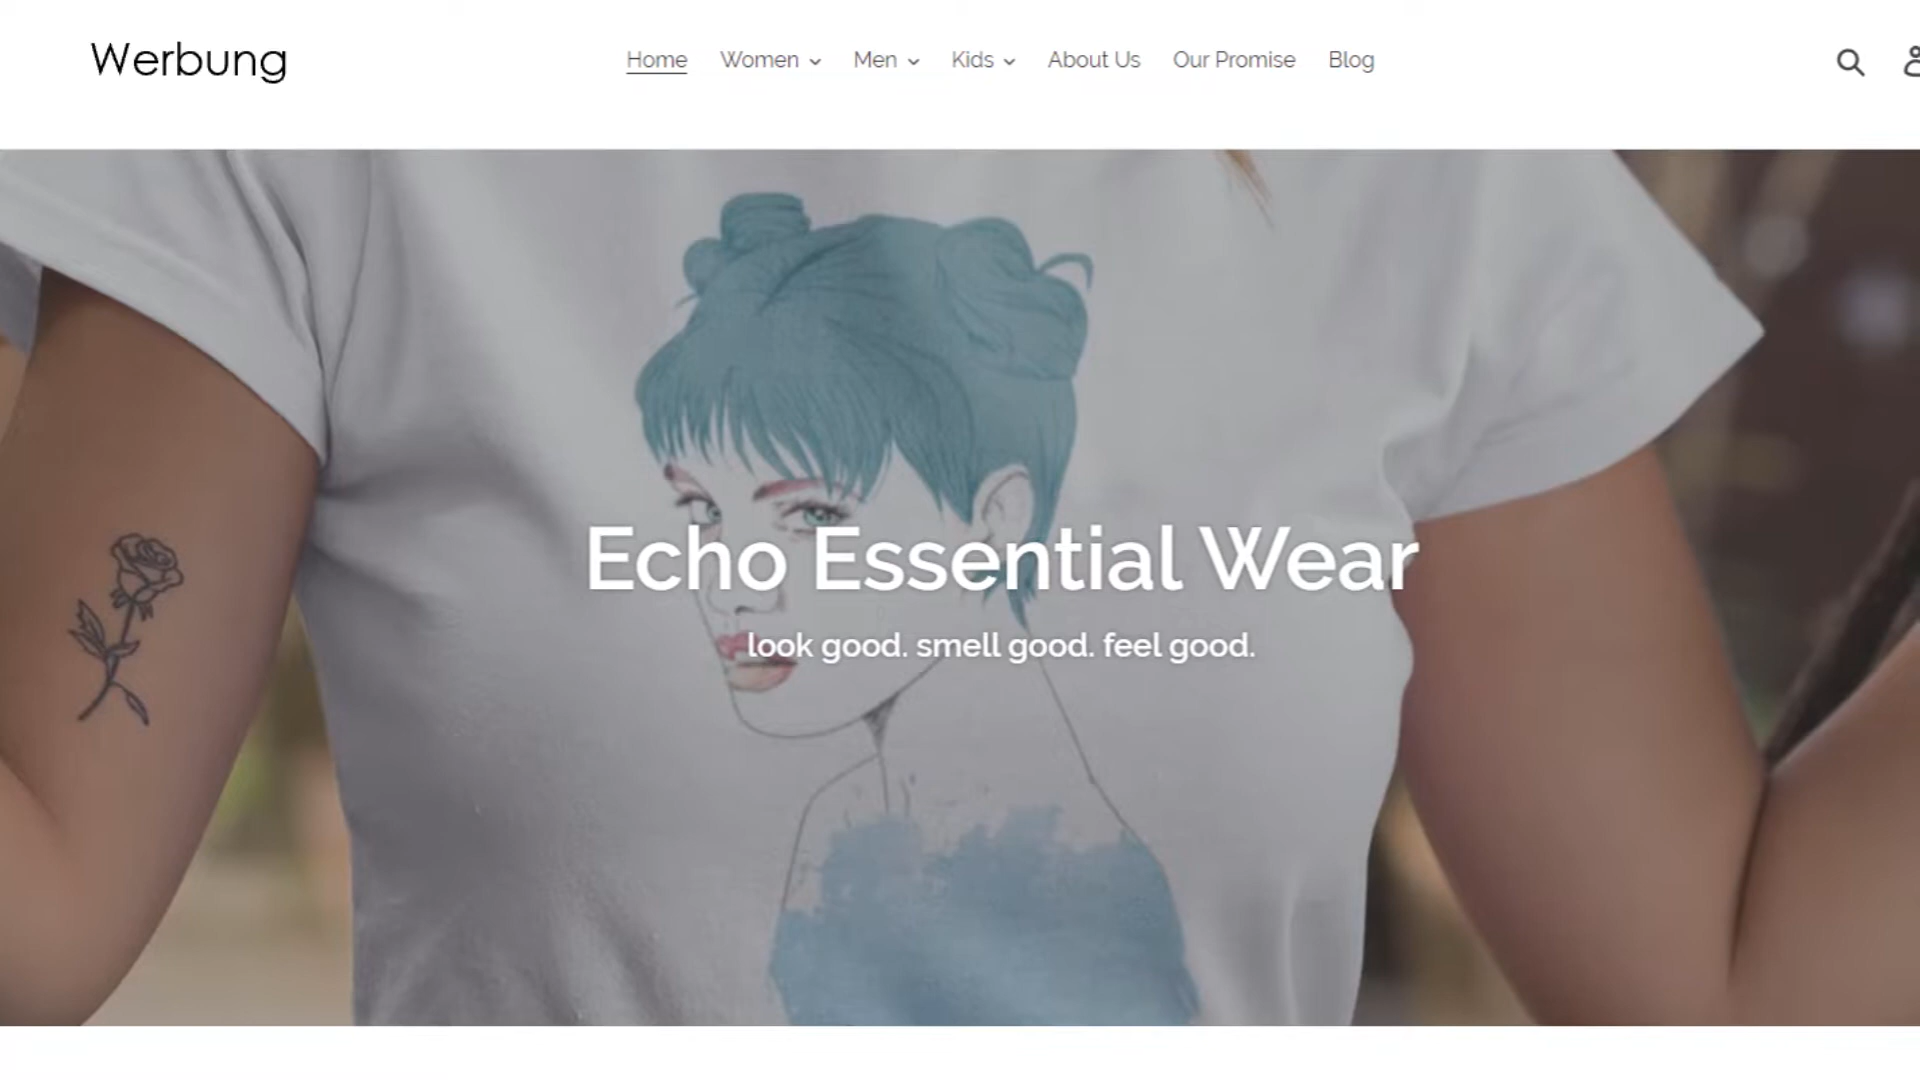 Werbung
Home Women Men Kids About Us Our Promise Blog
Echo Essential Wear
look good. smell good. feel good.